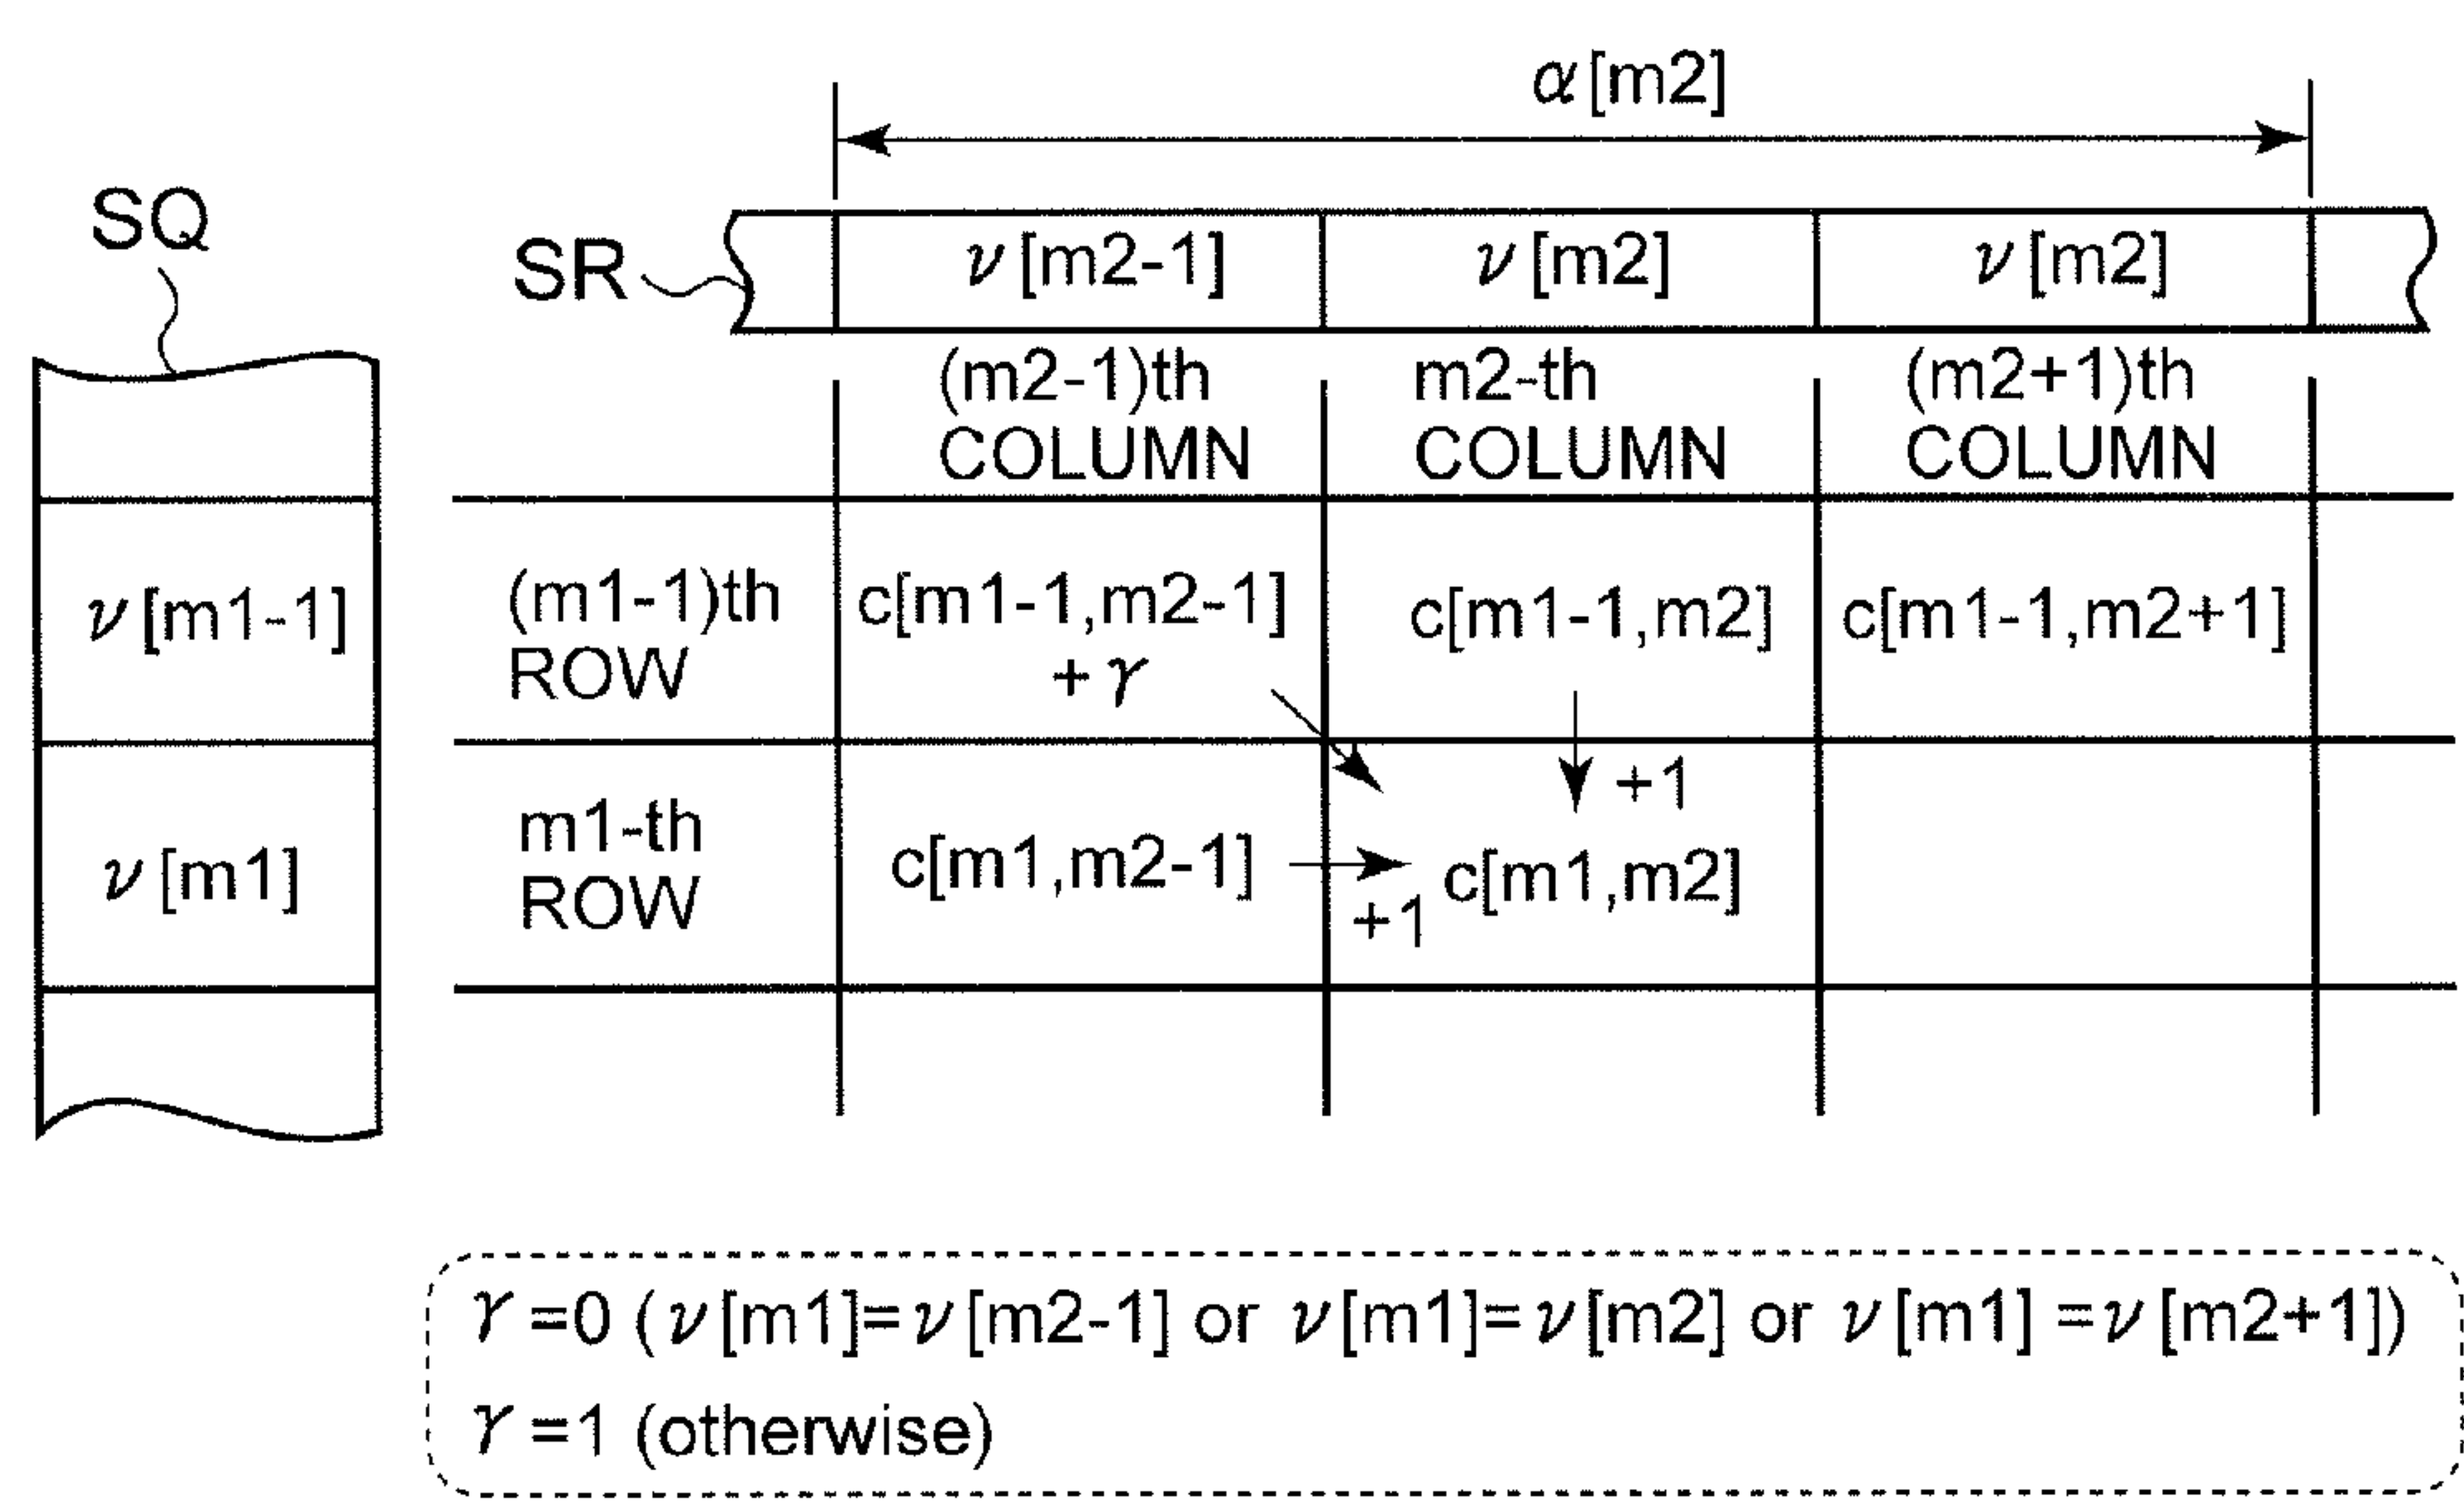 α[m2]
SQ
SR
ν[m2-1] ν[m2] ν[m2]
(m2-1)th m2-th (m2+1)th
COLUMN COLUMN COLUMN
ν[m1-1]
(m1-1)th
ROW
c[m1-1,m2-1] c[m1-1,m2] c[m1-1,m2+1]
+γ
+1
ν[m1]
m1-th
ROW
c[m1,m2-1] c[m1,m2]
+1
γ=0 (ν[m1]=ν[m2-1] or ν[m1]=ν[m2] or ν[m1] =ν[m2+1])
γ=1 (otherwise)